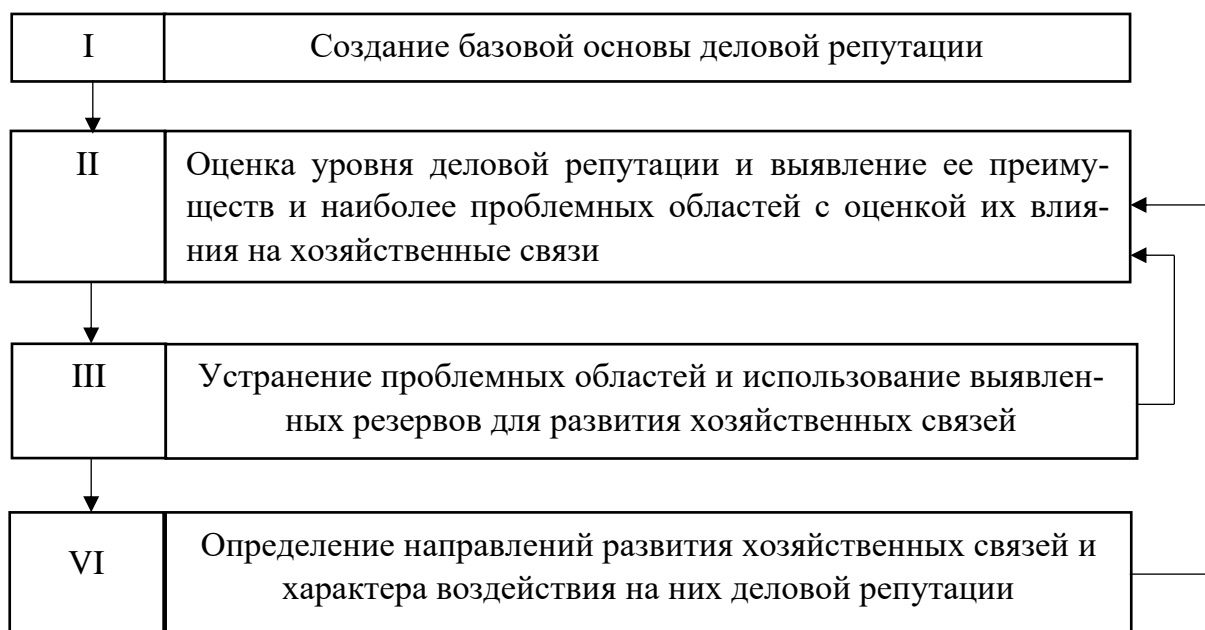 I
Создание базовой основы деловой репутации
II
Оценка уровня деловой репутации и выявление ее преиму-
ществ и наиболее проблемных областей с оценкой их влия-
ния на хозяйственные связи
III
Устранение проблемных областей и использование выявлен-
ных резервов для развития хозяйственных связей
VI
Определение направлений развития хозяйственных связей и
характера воздействия на них деловой репутации